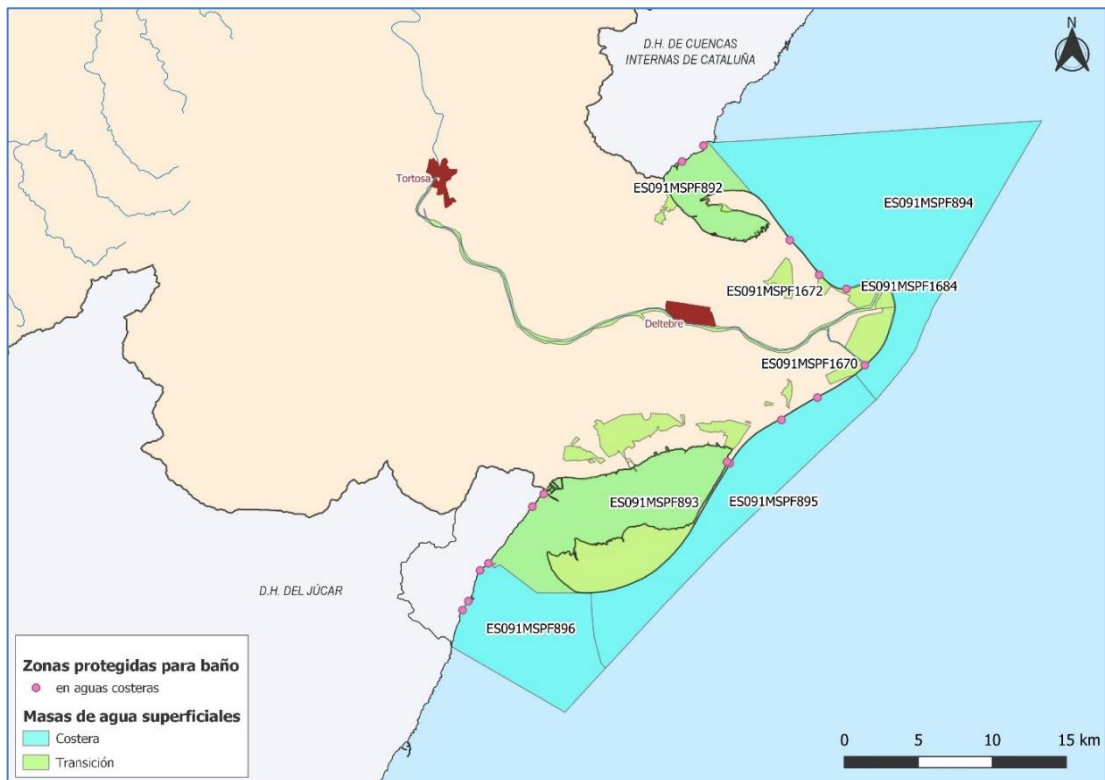 D.H. DE CUENCAS
INTERNAS DE CATALUÑA
N
Tortosa
ES091MSPF892
ES091MSPF894
ES091MSPF1672
ES091MSPF1684
Deltebre
ES091MSPF1670
ES091MSPF893
ES091MSPF895
D.H. DEL JÚCAR
ES091MSPF896
Zonas protegidas para baño
en aguas costeras
Masas de agua superficiales
Costera
Transición
0 5 10 15 km